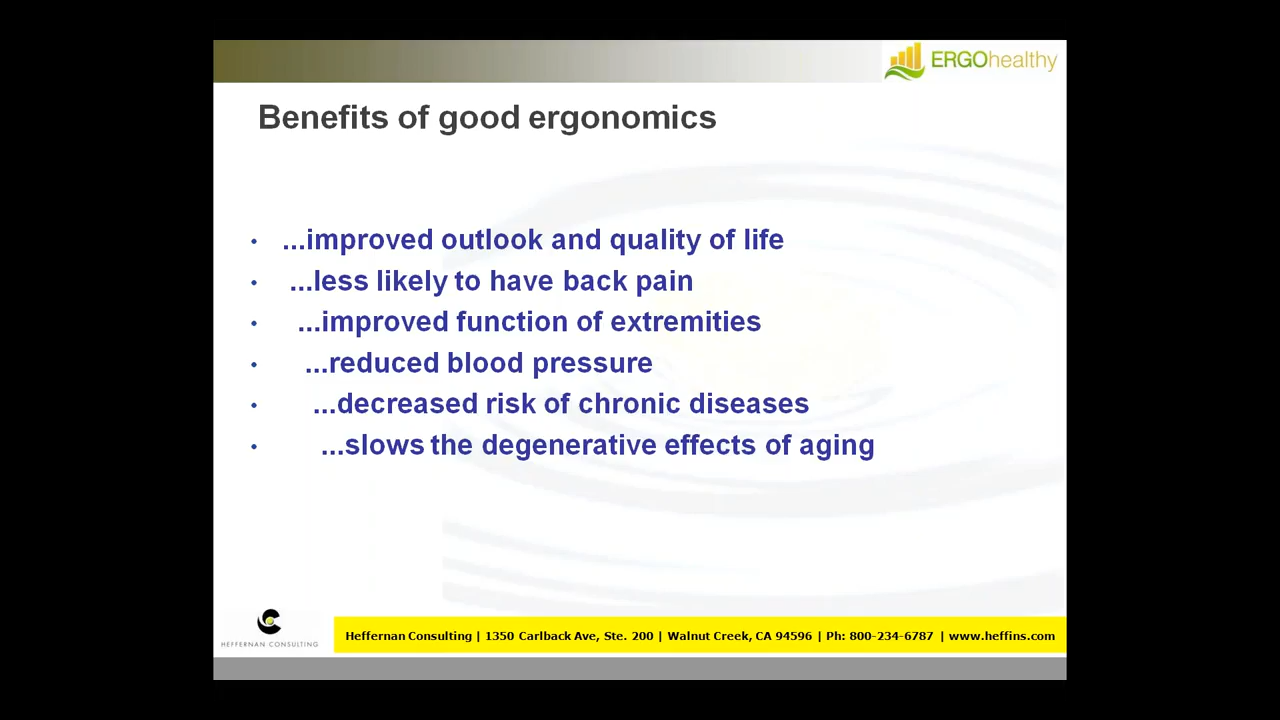 ERGOhealthy
Benefits of good ergonomics
• ...improved outlook and quality of life
• ...less likely to have back pain
• ...improved function of extremities
• ...reduced blood pressure
• ...decreased risk of chronic diseases
• ...slows the degenerative effects of aging
HEFFERNAN CONSULTING
Heffernan Consulting | 1350 Carlback Ave, Ste. 200 | Walnut Creek, CA 94596 | Ph: 800-234-6787 | www.heffins.com